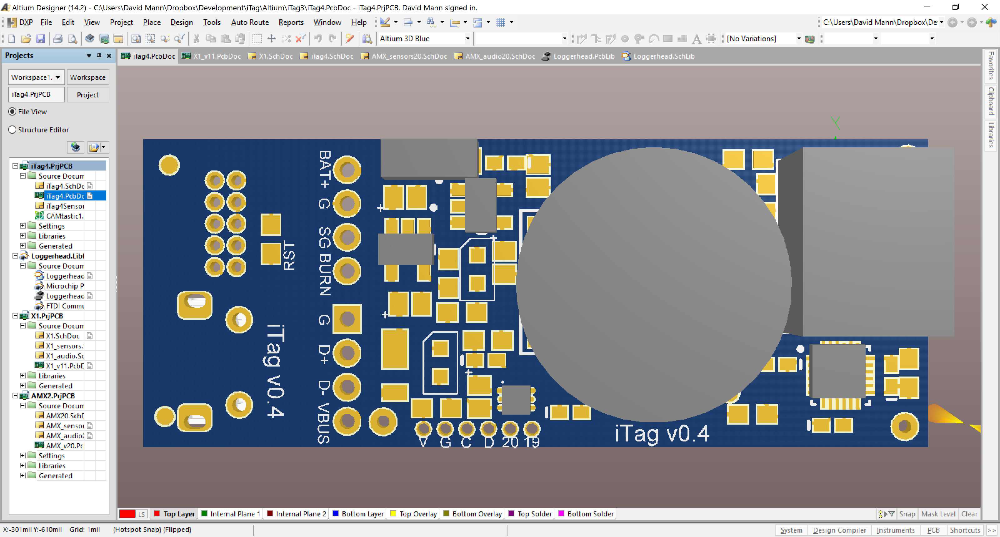 Altium Designer (14.2) - C:\Users\David Mann\Dropbox\Development\iTag\Altium\iTag3\iTag4.PcbDoc - iTag4.PrjPCB. David Mann signed in.
DXP File Edit View Project Place Design Tools Auto Route Reports Window Help C:\Users\David Mann\Dropbox\De
Altium 3D Blue [No Variations]
Projects
iTag4.PcbDoc X1_v11.PcbDoc X1.SchDoc iTag4.SchDoc AMX_sensors20.SchDoc AMX_audio20.SchDoc Loggerhead.PcbLib Loggerhead.SchLib
Favorites
Clipboard
Libraries
Workspace1. Workspace
iTag4.PrjPCB Project
File View
Structure Editor
iTag4.PrjPCB
Source Docum
iTag4.SchDc
iTag4.PcbDc
iTag4Sensor
CAMtastic1.
Settings
Libraries
Generated
Loggerhead.Libl
Source Docum
Loggerhead
Microchip P
Loggerhead
FTDI Commu
X1.PrjPCB
Source Docum
X1.SchDoc
X1_sensors.
X1_audio.Sc
X1_v11.PcbD
Libraries
Generated
AMX2.PrjPCB
Source Docum
AMX20.SchD
AMX_sensor
AMX_audio2
AMX_v20.Pc
Settings
Libraries
Generated
Y
BAT+
G
SG
BURN
RST
G
D+
D-
VBUS
iTag v0.4
V G C D 20 19
iTag v0.4
LS Top Layer Internal Plane 1 Internal Plane 2 Bottom Layer Top Overlay Bottom Overlay Top Solder Bottom Solder Snap Mask Level Clear
X:-301mil Y:-610mil Grid: 1mil (Hotspot Snap) (Flipped) System Design Compiler Instruments PCB Shortcuts >>